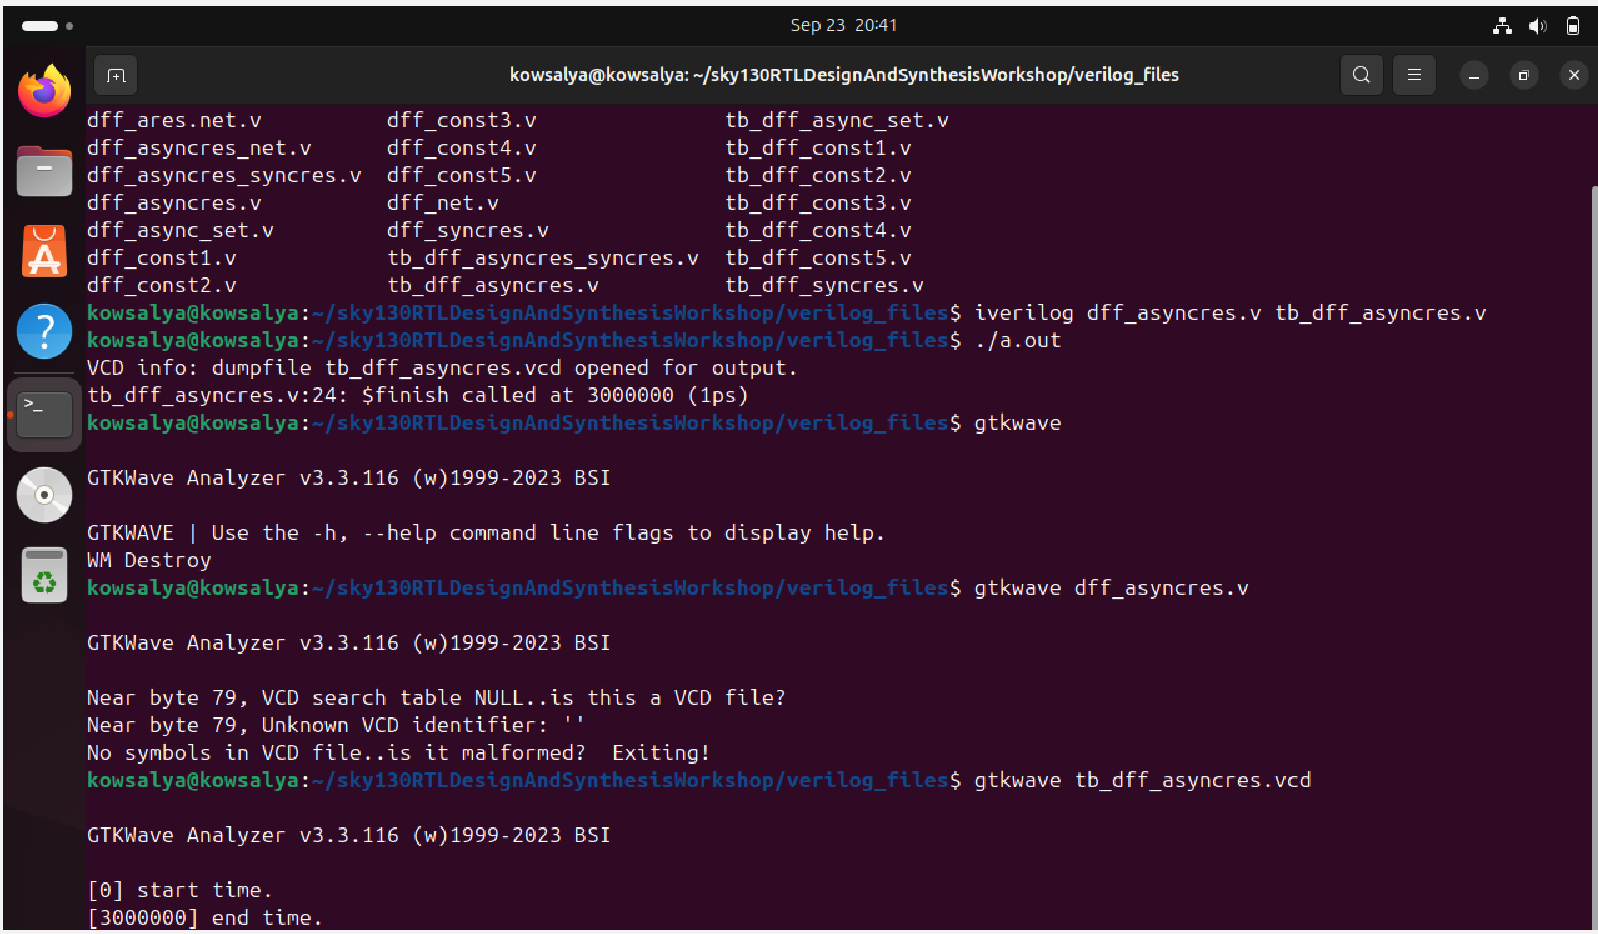 Sep 23 20:41
kowsalya@kowsalya: ~/sky130RTLDesignAndSynthesisWorkshop/verilog_files
dff_ares.net.v dff_const3.v tb_dff_async_set.v
dff_asyncres_net.v dff_const4.v tb_dff_const1.v
dff_asyncres_syncres.v dff_const5.v tb_dff_const2.v
dff_asyncres.v dff_net.v tb_dff_const3.v
dff_async_set.v dff_syncres.v tb_dff_const4.v
dff_const1.v tb_dff_asyncres_syncres.v tb_dff_const5.v
dff_const2.v tb_dff_asyncres.v tb_dff_syncres.v
kowsalya@kowsalya:~/sky130RTLDesignAndSynthesisWorkshop/verilog_files$ iverilog dff_asyncres.v tb_dff_asyncres.v
kowsalya@kowsalya:~/sky130RTLDesignAndSynthesisWorkshop/verilog_files$ ./a.out
VCD info: dumpfile tb_dff_asyncres.vcd opened for output.
tb_dff_asyncres.v:24: $finish called at 3000000 (1ps)
kowsalya@kowsalya:~/sky130RTLDesignAndSynthesisWorkshop/verilog_files$ gtkwave
GTKWave Analyzer v3.3.116 (w)1999-2023 BSI
GTKWAVE | Use the -h, --help command line flags to display help.
WM Destroy
kowsalya@kowsalya:~/sky130RTLDesignAndSynthesisWorkshop/verilog_files$ gtkwave dff_asyncres.v
GTKWave Analyzer v3.3.116 (w)1999-2023 BSI
Near byte 79, VCD search table NULL..is this a VCD file?
Near byte 79, Unknown VCD identifier: ''
No symbols in VCD file..is it malformed?  Exiting!
kowsalya@kowsalya:~/sky130RTLDesignAndSynthesisWorkshop/verilog_files$ gtkwave tb_dff_asyncres.vcd
GTKWave Analyzer v3.3.116 (w)1999-2023 BSI
[0] start time.
[3000000] end time.